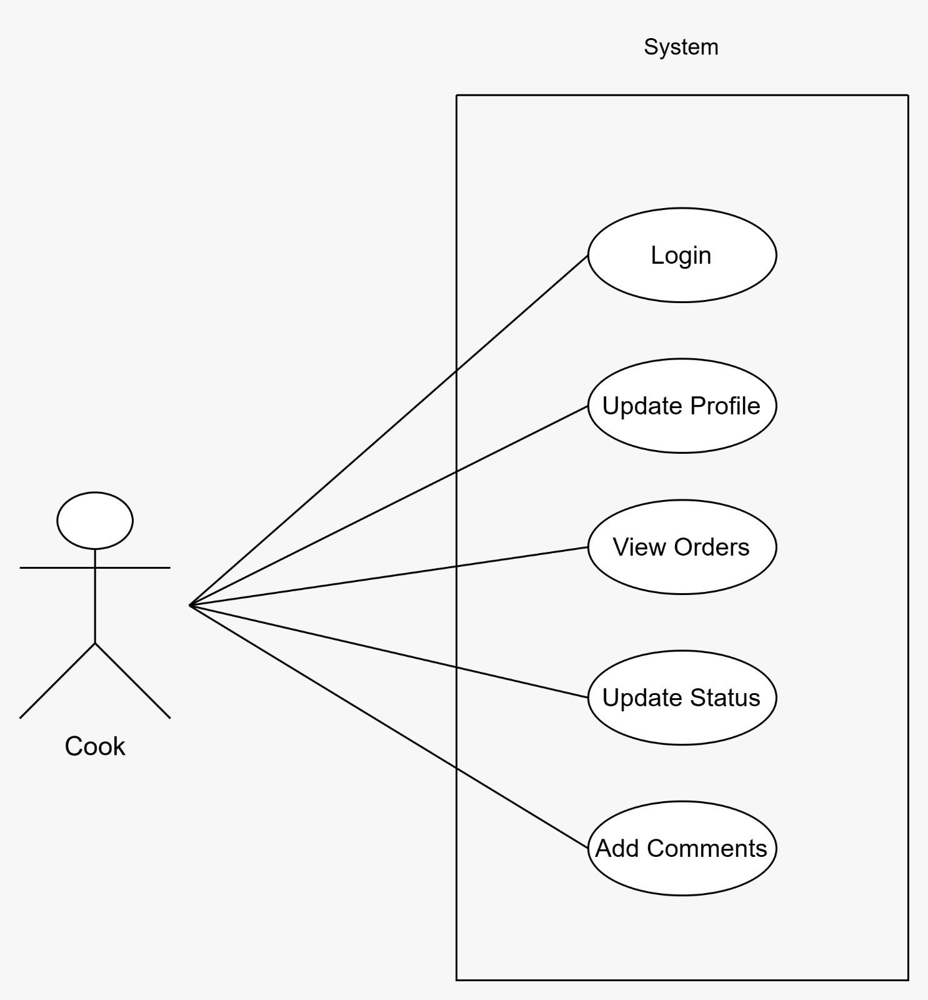 System
Login
Update Profile
View Orders
Update Status
Add Comments
Cook